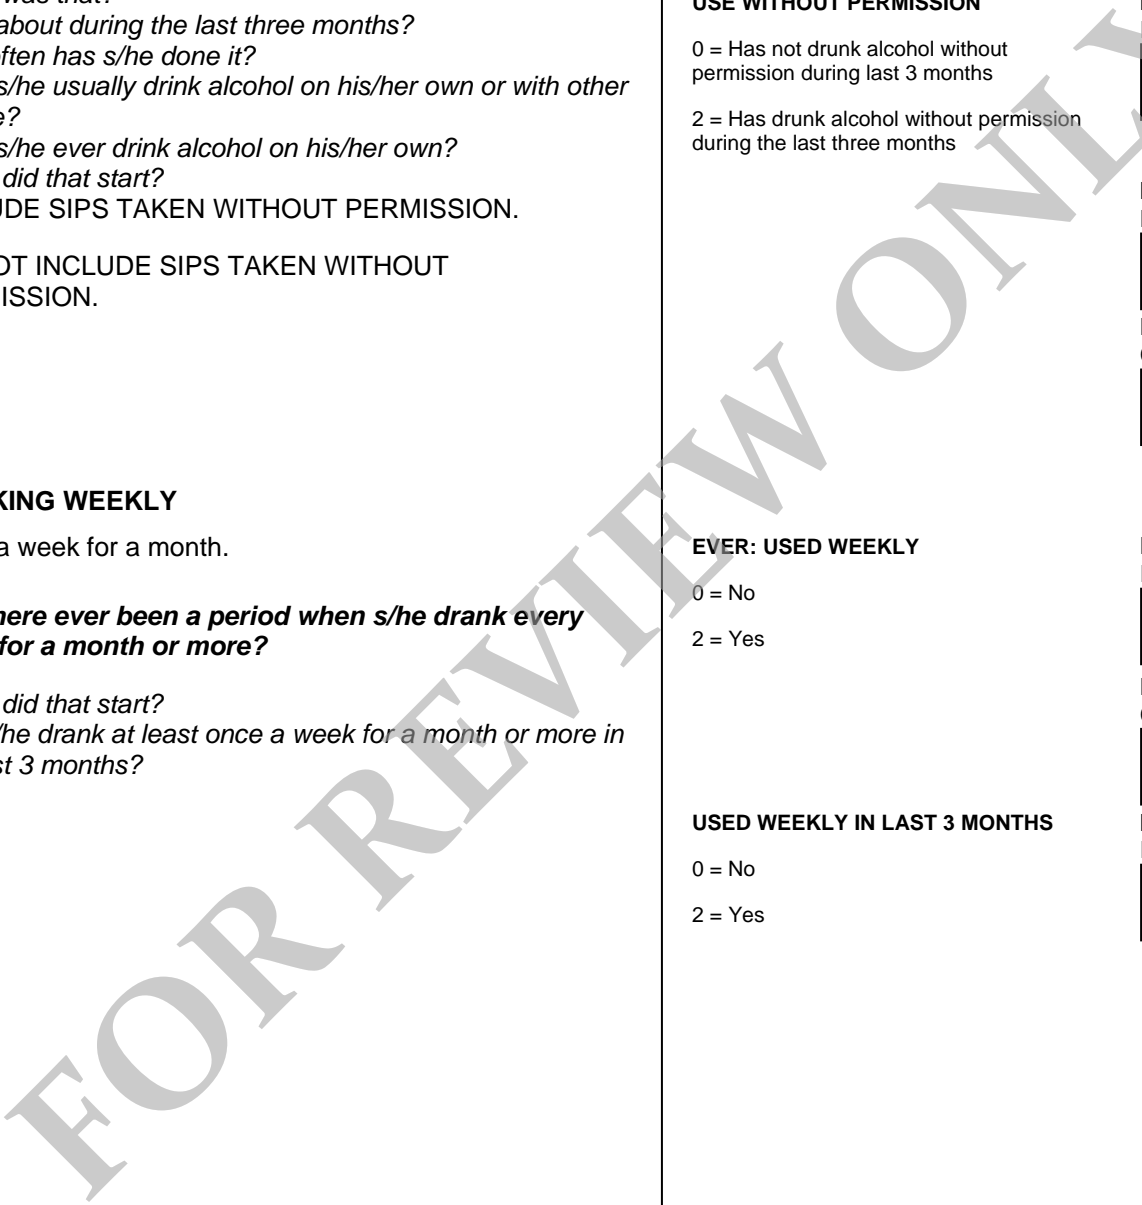 was that?
about during the last three months?
ften has s/he done it?
s/he usually drink alcohol on his/her own or with other
e?
s/he ever drink alcohol on his/her own?
did that start?
UDE SIPS TAKEN WITHOUT PERMISSION.
OT INCLUDE SIPS TAKEN WITHOUT
ISSION.
KING WEEKLY
a week for a month.
here ever been a period when s/he drank every
for a month or more?
did that start?
/he drank at least once a week for a month or more in
st 3 months?
USE WITHOUT PERMISSION
0 = Has not drunk alcohol without
permission during last 3 months
2 = Has drunk alcohol without permission
during the last three months
EVER: USED WEEKLY
0 = No
2 = Yes
USED WEEKLY IN LAST 3 MONTHS
0 = No
2 = Yes
FOR REVIEW ONLY